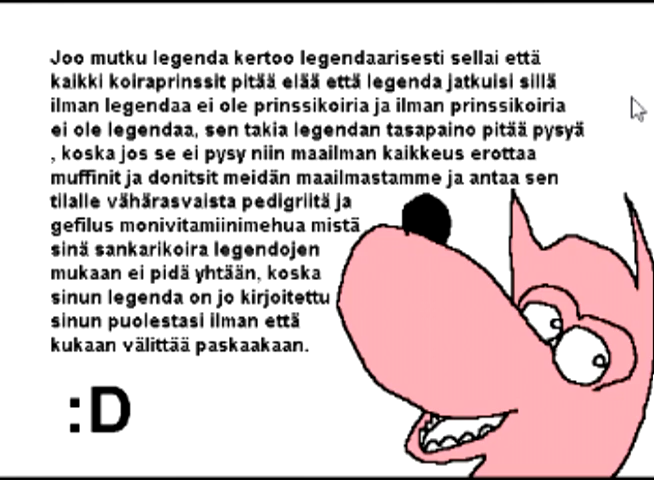 Joo mutku legenda kertoo legendaarisesti sellai että
kaikki koiraprinssit pitää elää että legenda jatkuisi sillä
ilman legendaa ei ole prinssikoiria ja ilman prinssikoiria
ei ole legendaa, sen takia legendan tasapaino pitää pysyä
, koska jos se ei pysy niin maailman kaikkeus erottaa
muffinit ja donitsit meidän maailmastamme ja antaa sen
tilalle vähärasvaista pedigriitä ja
gefilus monivitamiinimehua mistä
sinä sankarikoira legendojen
mukaan ei pidä yhtään, koska
sinun legenda on jo kirjoitettu
sinun puolestasi ilman että
kukaan välittää paskaakaan.
:D